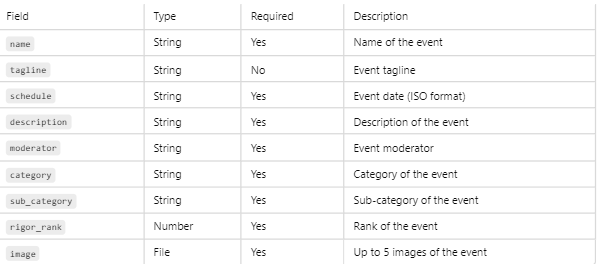 Field Type Required Description
name String Yes Name of the event
tagline String No Event tagline
schedule String Yes Event date (ISO format)
description String Yes Description of the event
moderator String Yes Event moderator
category String Yes Category of the event
sub_category String Yes Sub-category of the event
rigor_rank Number Yes Rank of the event
image File Yes Up to 5 images of the event